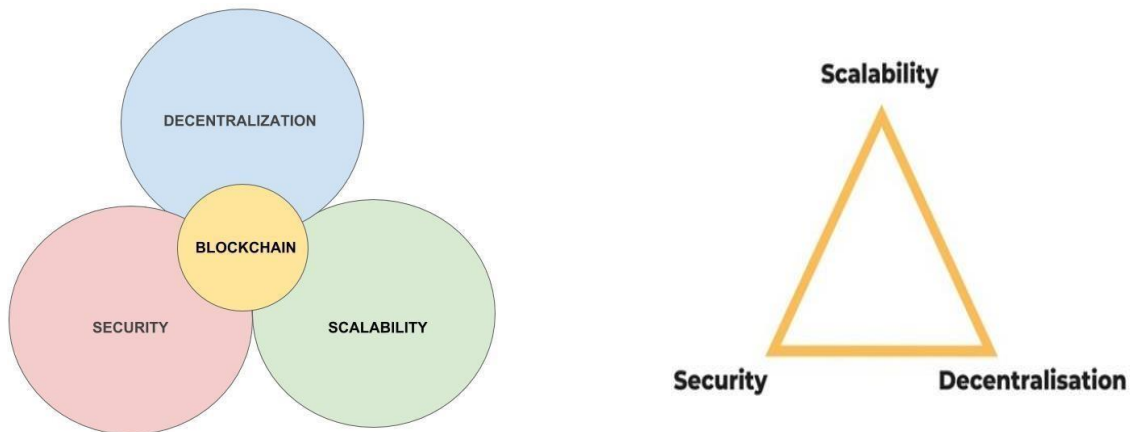 DECENTRALIZATION
BLOCKCHAIN
SECURITY
SCALABILITY
Scalability
Security
Decentralisation